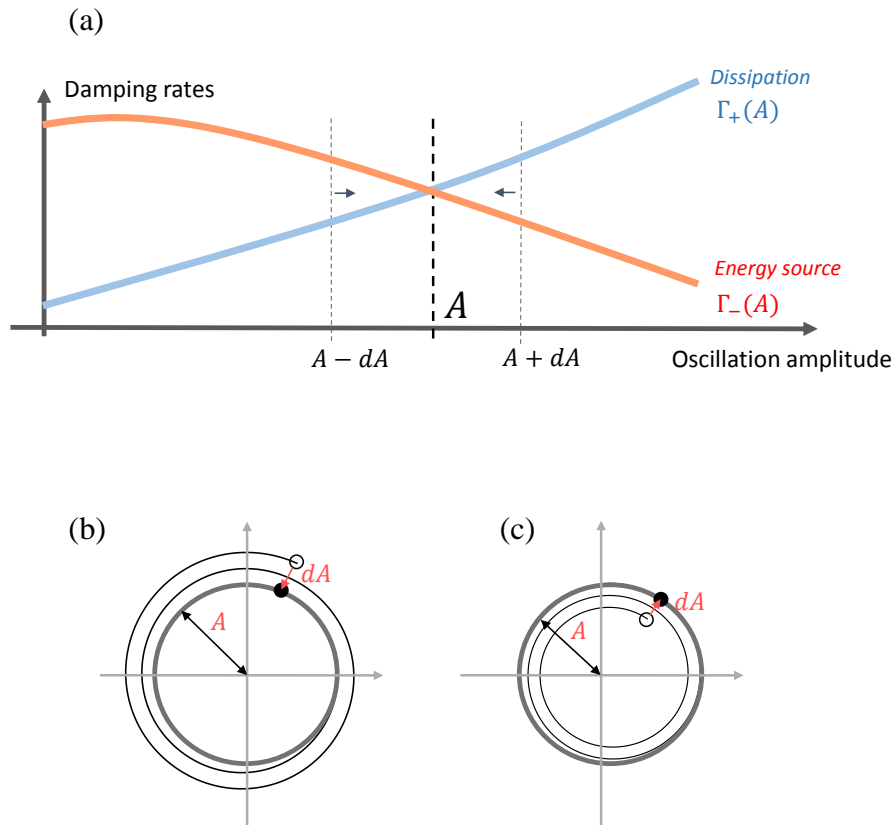 (a)
Damping rates
Dissipation
Γ₊(A)
Energy source
Γ₋(A)
A
A − dA
A + dA
Oscillation amplitude
(b)
(c)
dA
A
dA
A